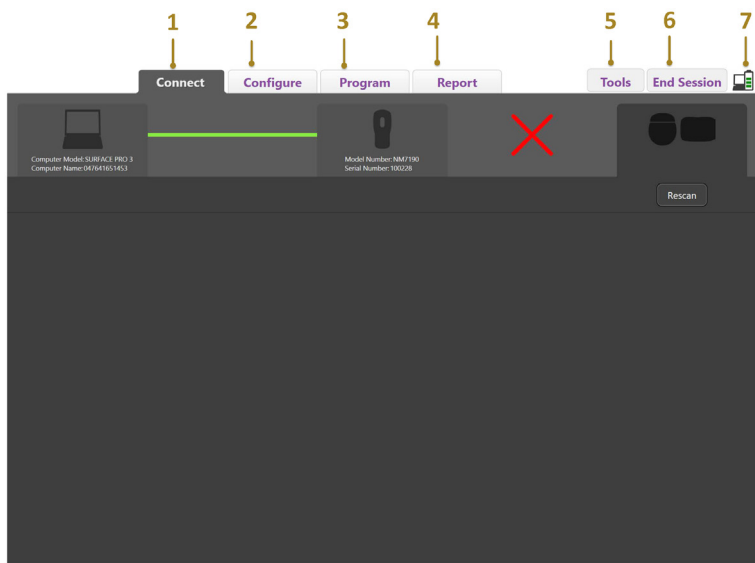 1 2 3 4 5 6 7
Connect Configure Program Report Tools End Session
Computer Model: SURFACE PRO 3
Computer Name: 047641651453
Model Number: NM7190
Serial Number: 100228
Rescan